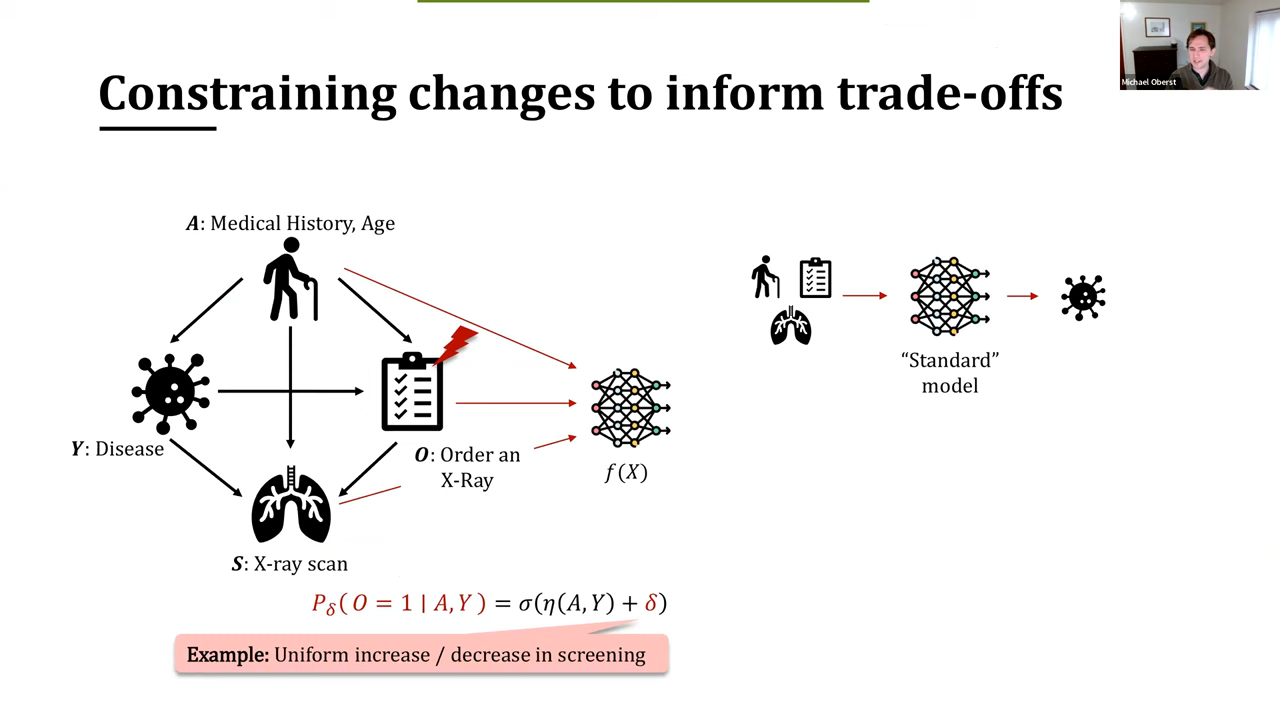 Constraining changes to inform trade-offs
Michael Oberst
A: Medical History, Age
Y: Disease
O: Order an
X-Ray
f(X)
S: X-ray scan
“Standard”
model
P_δ( O = 1 | A, Y ) = σ(η(A, Y) + δ)
Example: Uniform increase / decrease in screening